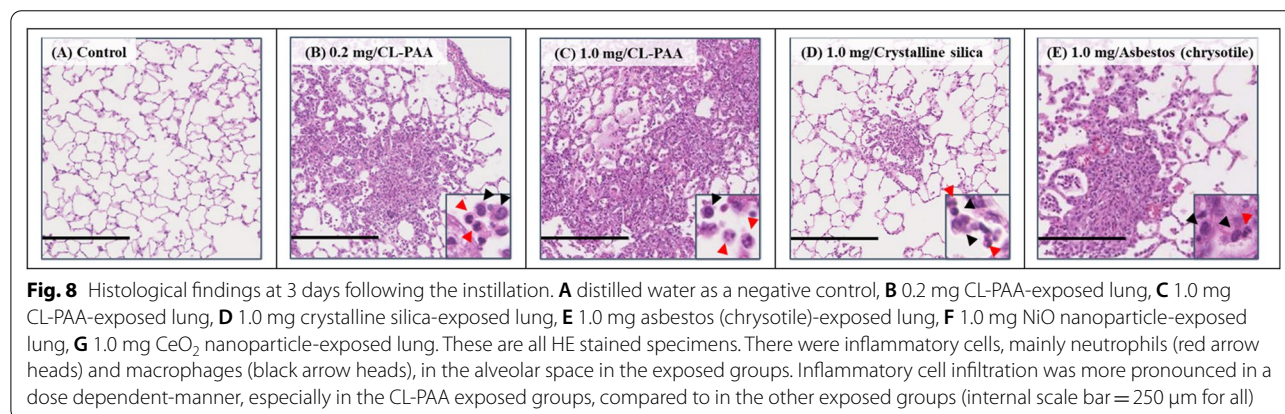 (A) Control
(B) 0.2 mg/CL-PAA
(C) 1.0 mg/CL-PAA
(D) 1.0 mg/Crystalline silica
(E) 1.0 mg/Asbestos (chrysotile)
Fig. 8 Histological findings at 3 days following the instillation. A distilled water as a negative control, B 0.2 mg CL-PAA-exposed lung, C 1.0 mg
CL-PAA-exposed lung, D 1.0 mg crystalline silica-exposed lung, E 1.0 mg asbestos (chrysotile)-exposed lung, F 1.0 mg NiO nanoparticle-exposed
lung, G 1.0 mg CeO₂ nanoparticle-exposed lung. These are all HE stained specimens. There were inflammatory cells, mainly neutrophils (red arrow
heads) and macrophages (black arrow heads), in the alveolar space in the exposed groups. Inflammatory cell infiltration was more pronounced in a
dose dependent-manner, especially in the CL-PAA exposed groups, compared to in the other exposed groups (internal scale bar = 250 μm for all)